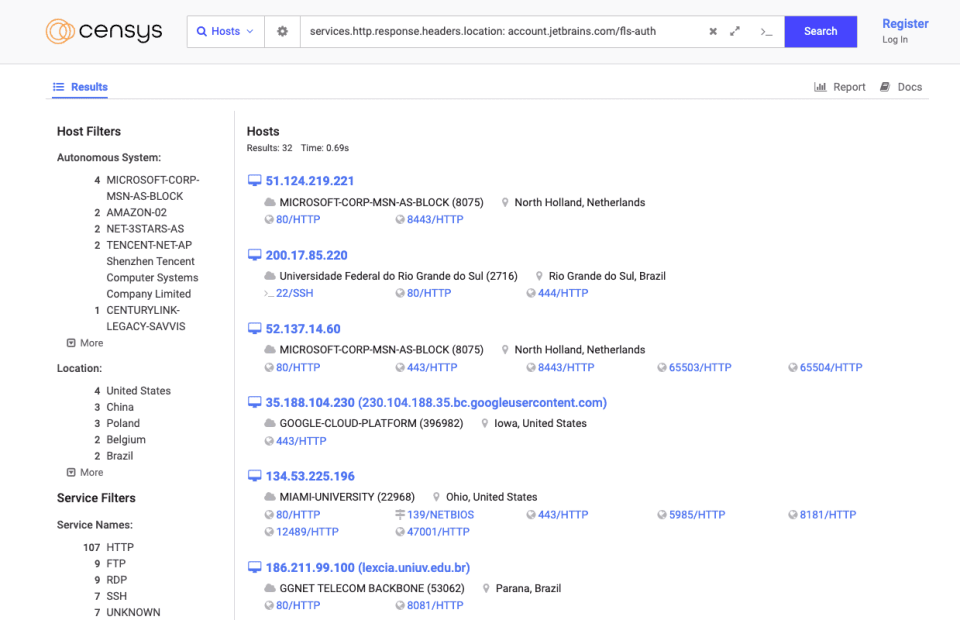 censys
Hosts
services.http.response.headers.location: account.jetbrains.com/fls-auth
Search
Register
Log In
Results
Report
Docs
Host Filters
Autonomous System:
4 MICROSOFT-CORP-
MSN-AS-BLOCK
2 AMAZON-02
2 NET-3STARS-AS
2 TENCENT-NET-AP
Shenzhen Tencent
Computer Systems
Company Limited
1 CENTURYLINK-
LEGACY-SAVVIS
More
Location:
4 United States
3 China
3 Poland
2 Belgium
2 Brazil
More
Service Filters
Service Names:
107 HTTP
9 FTP
9 RDP
7 SSH
7 UNKNOWN
Hosts
Results: 32 Time: 0.69s
51.124.219.221
MICROSOFT-CORP-MSN-AS-BLOCK (8075) North Holland, Netherlands
80/HTTP 8443/HTTP
200.17.85.220
Universidade Federal do Rio Grande do Sul (2716) Rio Grande do Sul, Brazil
>_ 22/SSH 80/HTTP 444/HTTP
52.137.14.60
MICROSOFT-CORP-MSN-AS-BLOCK (8075) North Holland, Netherlands
80/HTTP 443/HTTP 8443/HTTP 65503/HTTP 65504/HTTP
35.188.104.230 (230.104.188.35.bc.googleusercontent.com)
GOOGLE-CLOUD-PLATFORM (396982) Iowa, United States
443/HTTP
134.53.225.196
MIAMI-UNIVERSITY (22968) Ohio, United States
80/HTTP 139/NETBIOS 443/HTTP 5985/HTTP 8181/HTTP
12489/HTTP 47001/HTTP
186.211.99.100 (lexcia.uniuv.edu.br)
GGNET TELECOM BACKBONE (53062) Parana, Brazil
80/HTTP 8081/HTTP